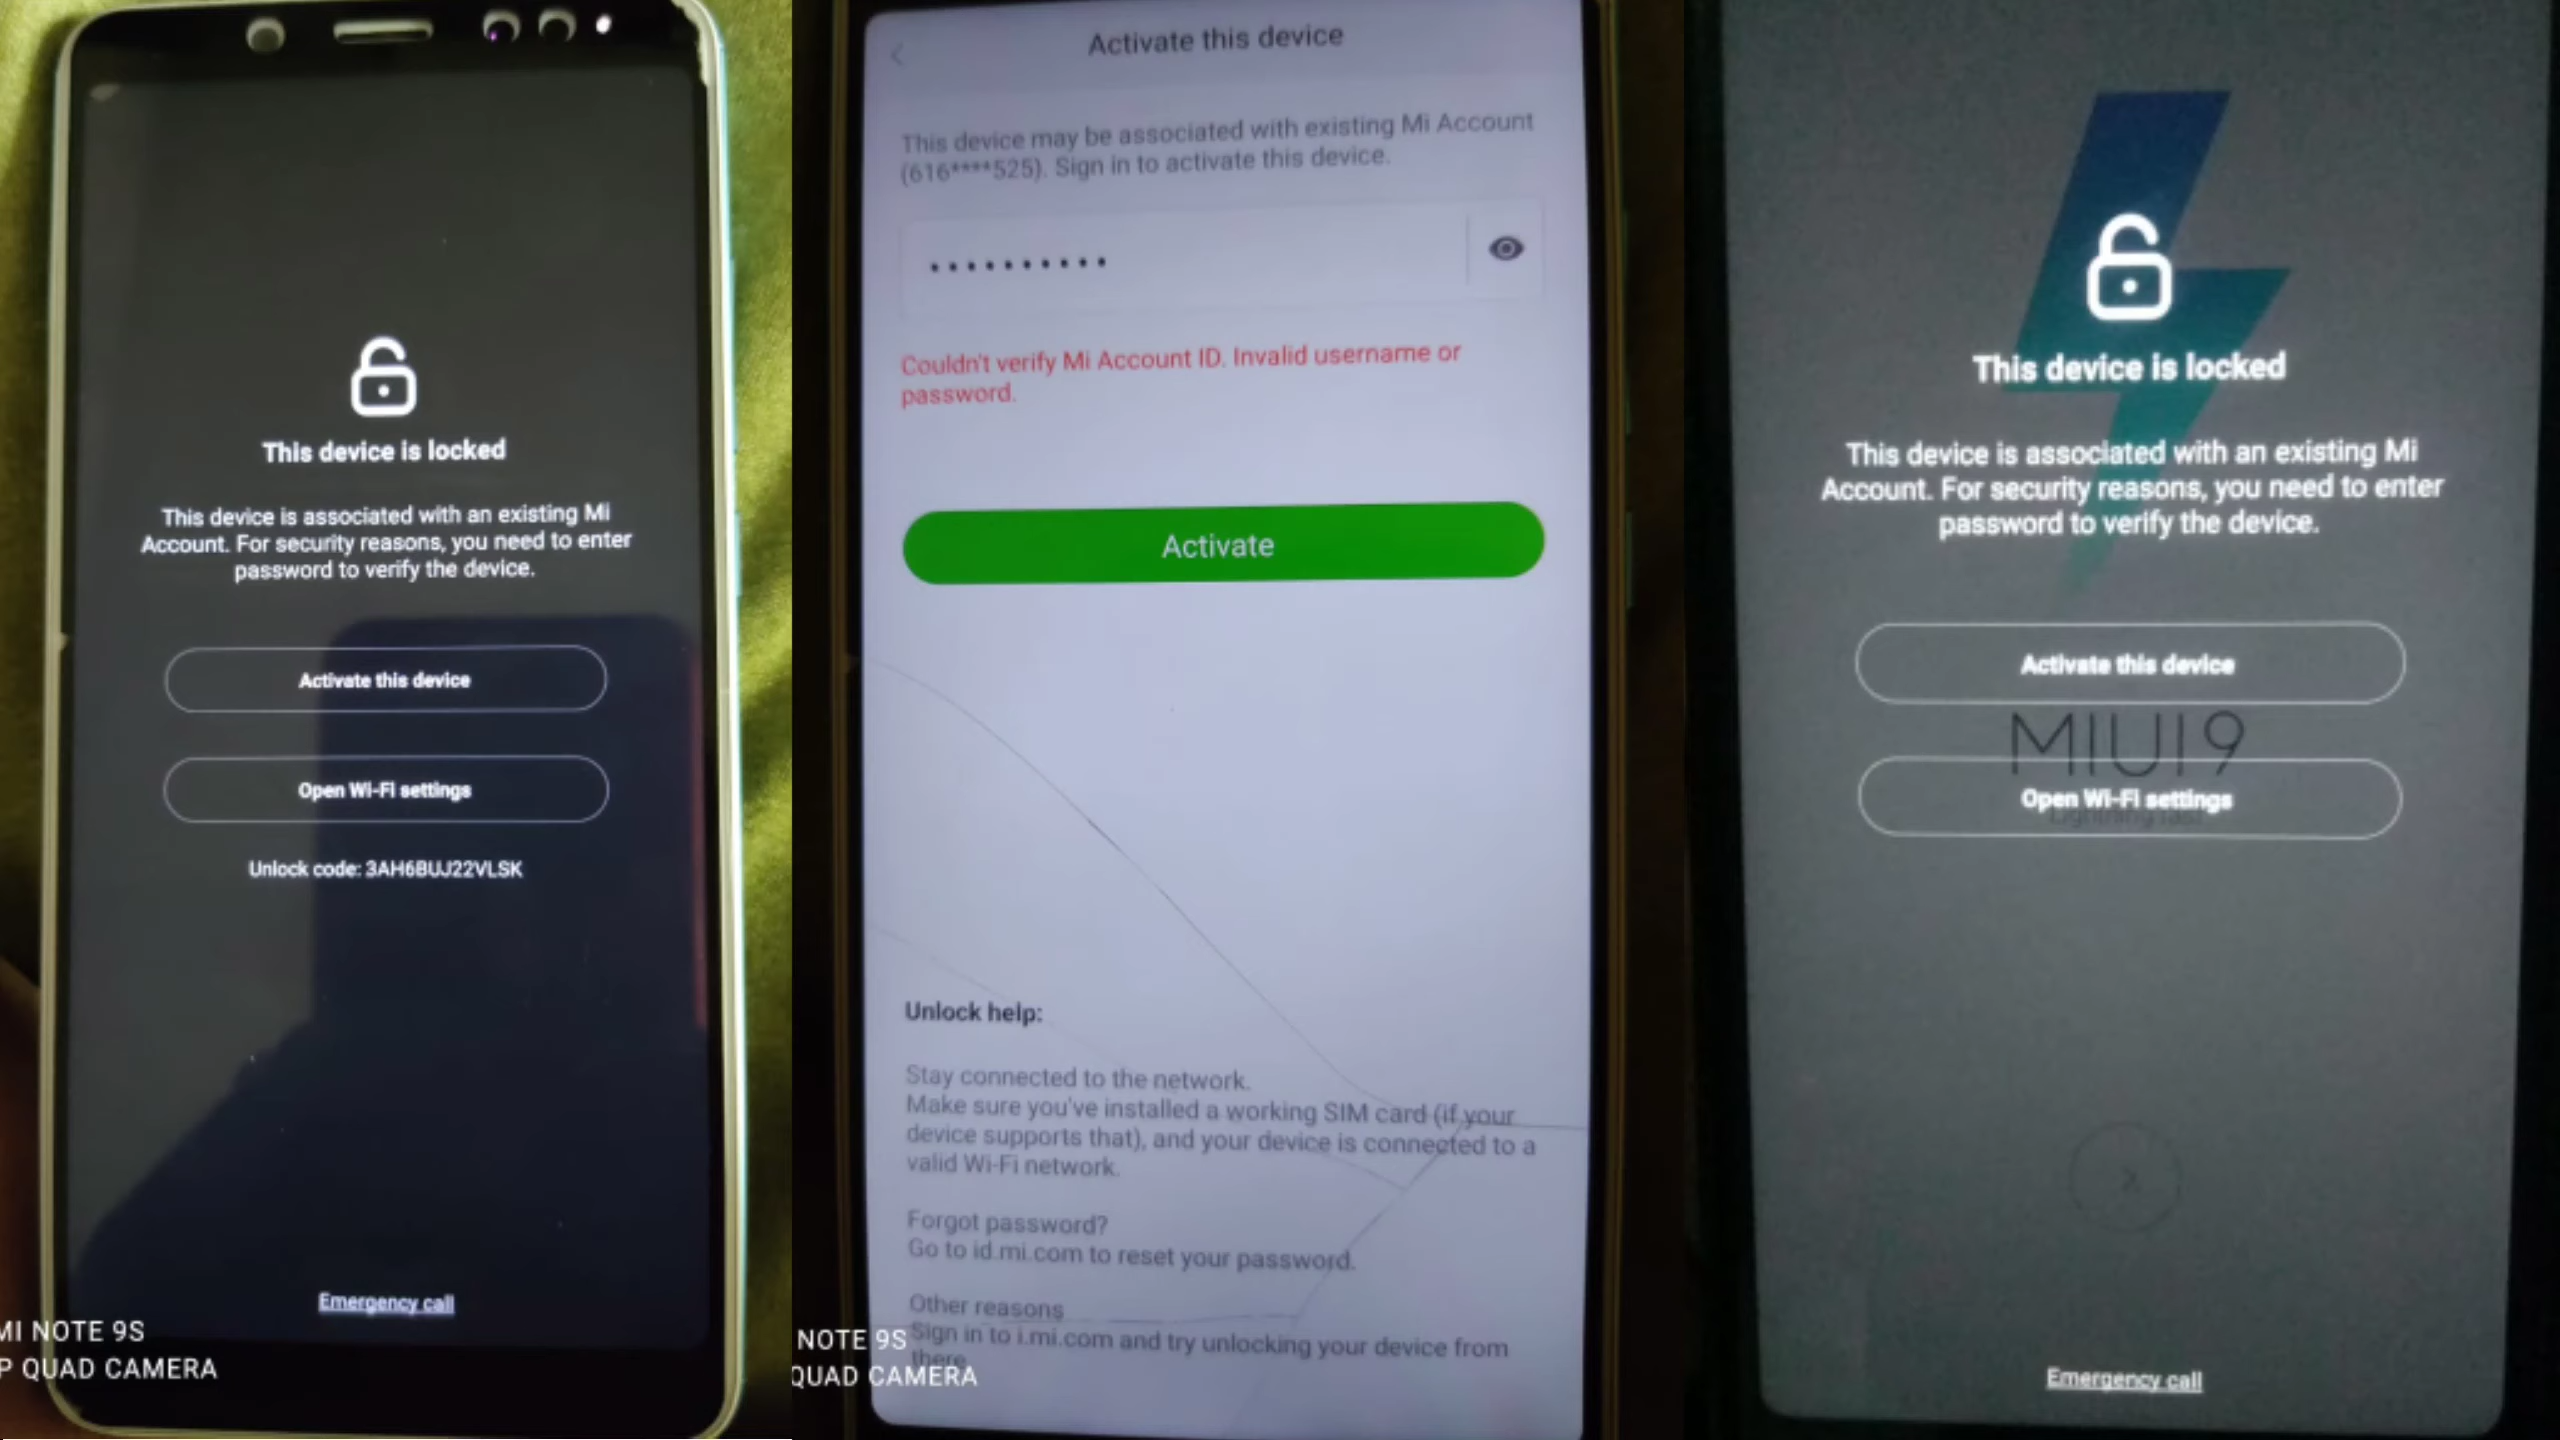 This device is locked
This device is associated with an existing Mi
Account. For security reasons, you need to enter
password to verify the device.
Activate this device
Open Wi-Fi settings
Unlock code: 3AH6BUJ22VLSK
Emergency call
MI NOTE 9S
P QUAD CAMERA
Activate this device
This device may be associated with existing Mi Account
(616****525). Sign in to activate this device.
••••••••••
Couldn't verify Mi Account ID. Invalid username or
password.
Activate
Unlock help:
Stay connected to the network.
Make sure you've installed a working SIM card (if your
device supports that), and your device is connected to a
valid Wi-Fi network.
Forgot password?
Go to id.mi.com to reset your password.
Other reasons
Sign in to i.mi.com and try unlocking your device from
there.
NOTE 9S
QUAD CAMERA
This device is locked
This device is associated with an existing Mi
Account. For security reasons, you need to enter
password to verify the device.
Activate this device
MIUI 9
Open Wi-Fi settings
Lightning fast
Emergency call